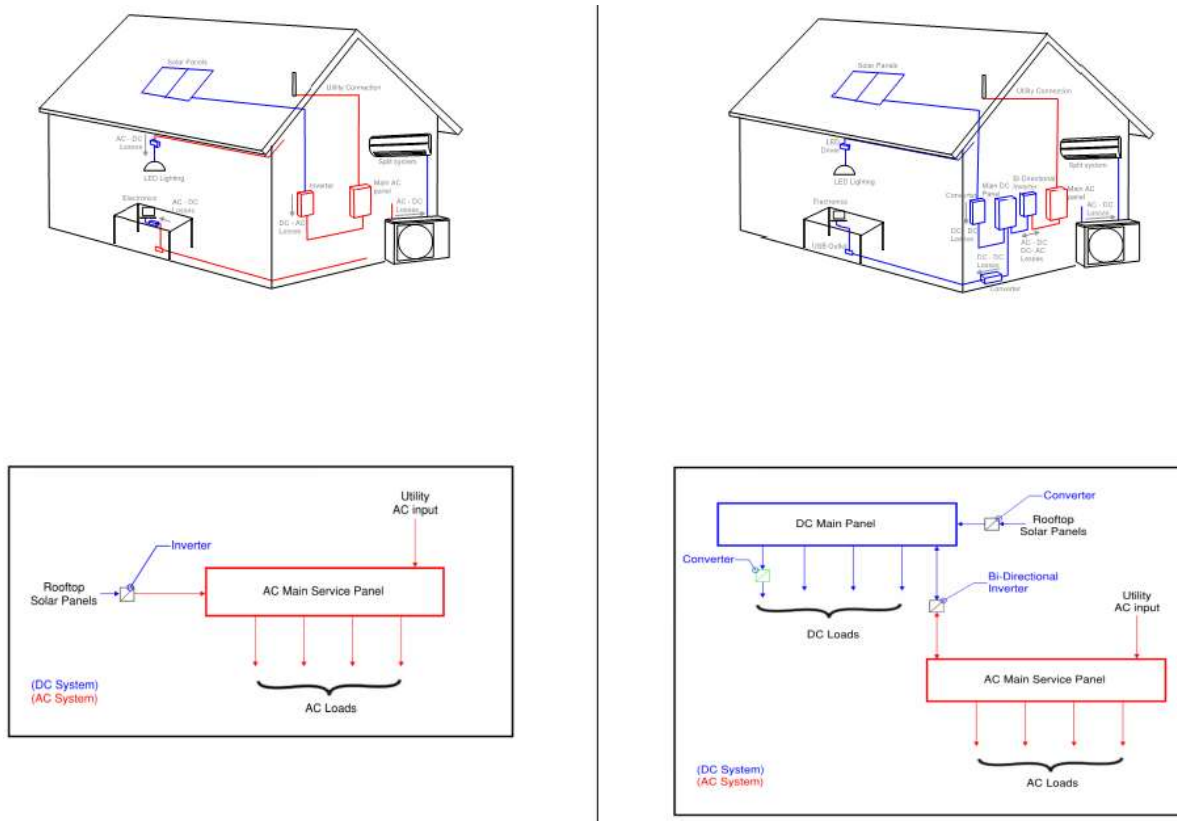 Solar Panels
Utility Connection
AC - DC
Losses
LED Lighting
Split system
Inverter
Main AC
panel
Electronics
AC - DC
Losses
DC - AC
Losses
AC - DC
Losses
Solar Panels
Utility Connection
LED
Driver
LED Lighting
Split system
Bi-Directional
Inverter
Main DC
Panel
Converter
Main AC
panel
Electronics
USB Outlet
DC - DC
Losses
AC - DC
DC - AC
Losses
AC - DC
Losses
DC - DC
Losses
Converter
Utility
AC input
Inverter
Rooftop
Solar Panels
AC Main Service Panel
(DC System)
(AC System)
AC Loads
Converter
DC Main Panel
Rooftop
Solar Panels
Converter
Bi-Directional
Inverter
DC Loads
Utility
AC input
AC Main Service Panel
(DC System)
(AC System)
AC Loads